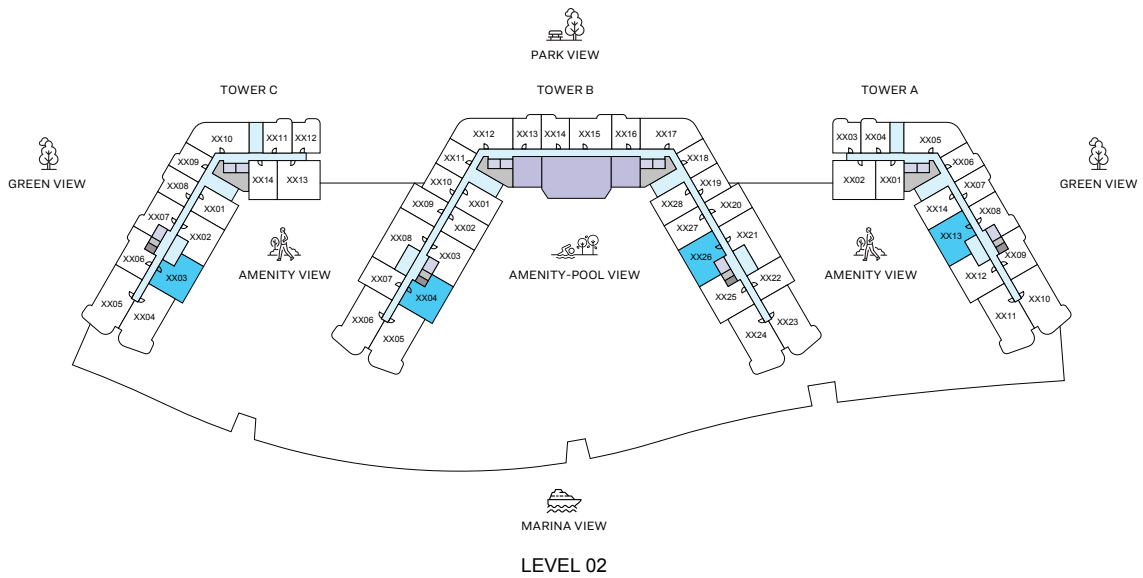 PARK VIEW
TOWER C
TOWER B
TOWER A
GREEN VIEW
GREEN VIEW
XX10
XX11
XX12
XX09
XX08
XX14
XX13
XX01
XX07
XX02
XX06
XX03
XX05
XX04
AMENITY VIEW
XX12
XX13
XX14
XX15
XX16
XX17
XX11
XX18
XX10
XX01
XX19
XX09
XX02
XX28
XX20
XX08
XX03
XX27
XX21
XX07
XX04
XX26
XX22
XX06
XX05
XX25
XX23
XX24
AMENITY-POOL VIEW
XX03
XX04
XX05
XX06
XX02
XX01
XX07
XX14
XX08
XX13
XX09
XX12
XX10
XX11
AMENITY VIEW
MARINA VIEW
LEVEL 02